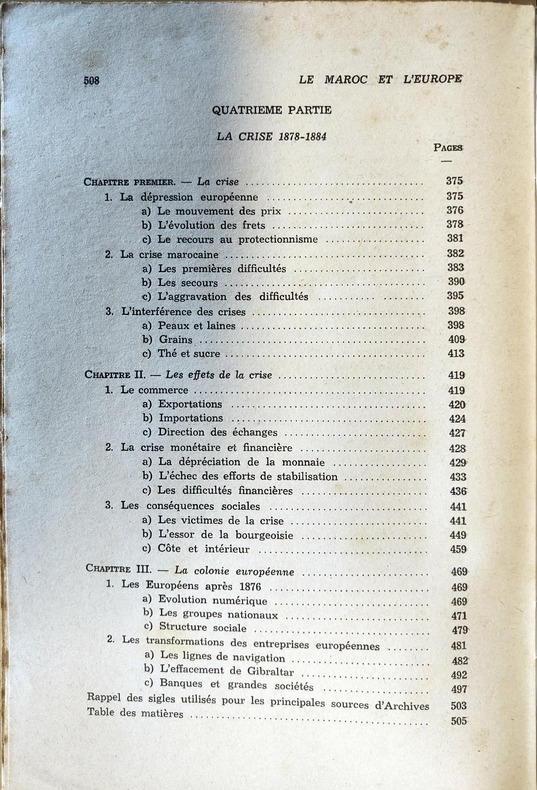 508 LE MAROC ET L'EUROPE
QUATRIEME PARTIE
LA CRISE 1878-1884
PAGES
CHAPITRE PREMIER. — La crise ........ 375
1. La dépression européenne ........ 375
a) Le mouvement des prix ........ 376
b) L'évolution des frets ........ 378
c) Le recours au protectionnisme ........ 381
2. La crise marocaine ........ 382
a) Les premières difficultés ........ 383
b) Les secours ........ 390
c) L'aggravation des difficultés ........ 395
3. L'interférence des crises ........ 398
a) Peaux et laines ........ 398
b) Grains ........ 409
c) Thé et sucre ........ 413
CHAPITRE II. — Les effets de la crise ........ 419
1. Le commerce ........ 419
a) Exportations ........ 420
b) Importations ........ 424
c) Direction des échanges ........ 427
2. La crise monétaire et financière ........ 428
a) La dépréciation de la monnaie ........ 429
b) L'échec des efforts de stabilisation ........ 433
c) Les difficultés financières ........ 436
3. Les conséquences sociales ........ 441
a) Les victimes de la crise ........ 441
b) L'essor de la bourgeoisie ........ 449
c) Côte et intérieur ........ 459
CHAPITRE III. — La colonie européenne ........ 469
1. Les Européens après 1876 ........ 469
a) Evolution numérique ........ 469
b) Les groupes nationaux ........ 471
c) Structure sociale ........ 479
2. Les transformations des entreprises européennes ........ 481
a) Les lignes de navigation ........ 482
b) L'effacement de Gibraltar ........ 492
c) Banques et grandes sociétés ........ 497
Rappel des sigles utilisés pour les principales sources d'Archives 503
Table des matières ........ 505